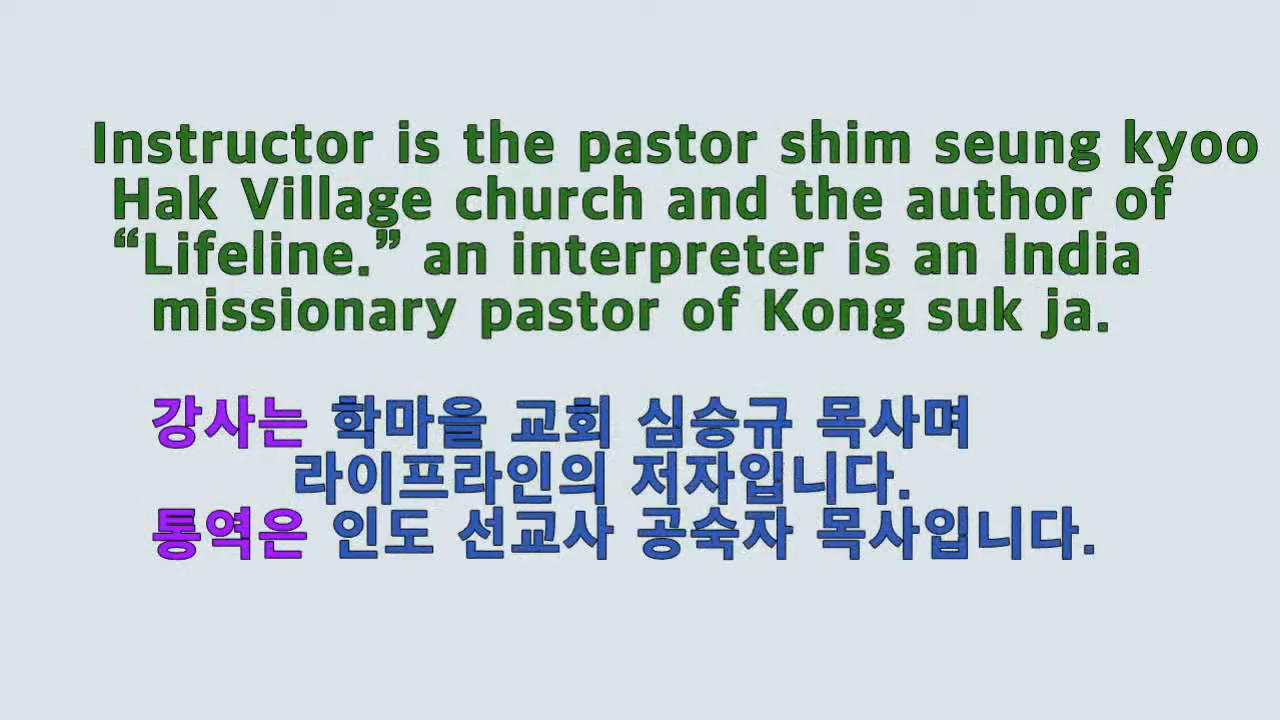 Instructor is the pastor shim seung kyoo
Hak Village church and the author of
“Lifeline.” an interpreter is an India
missionary pastor of Kong suk ja.
강사는 학마을 교회 심승규 목사며
라이프라인의 저자입니다.
통역은 인도 선교사 공숙자 목사입니다.